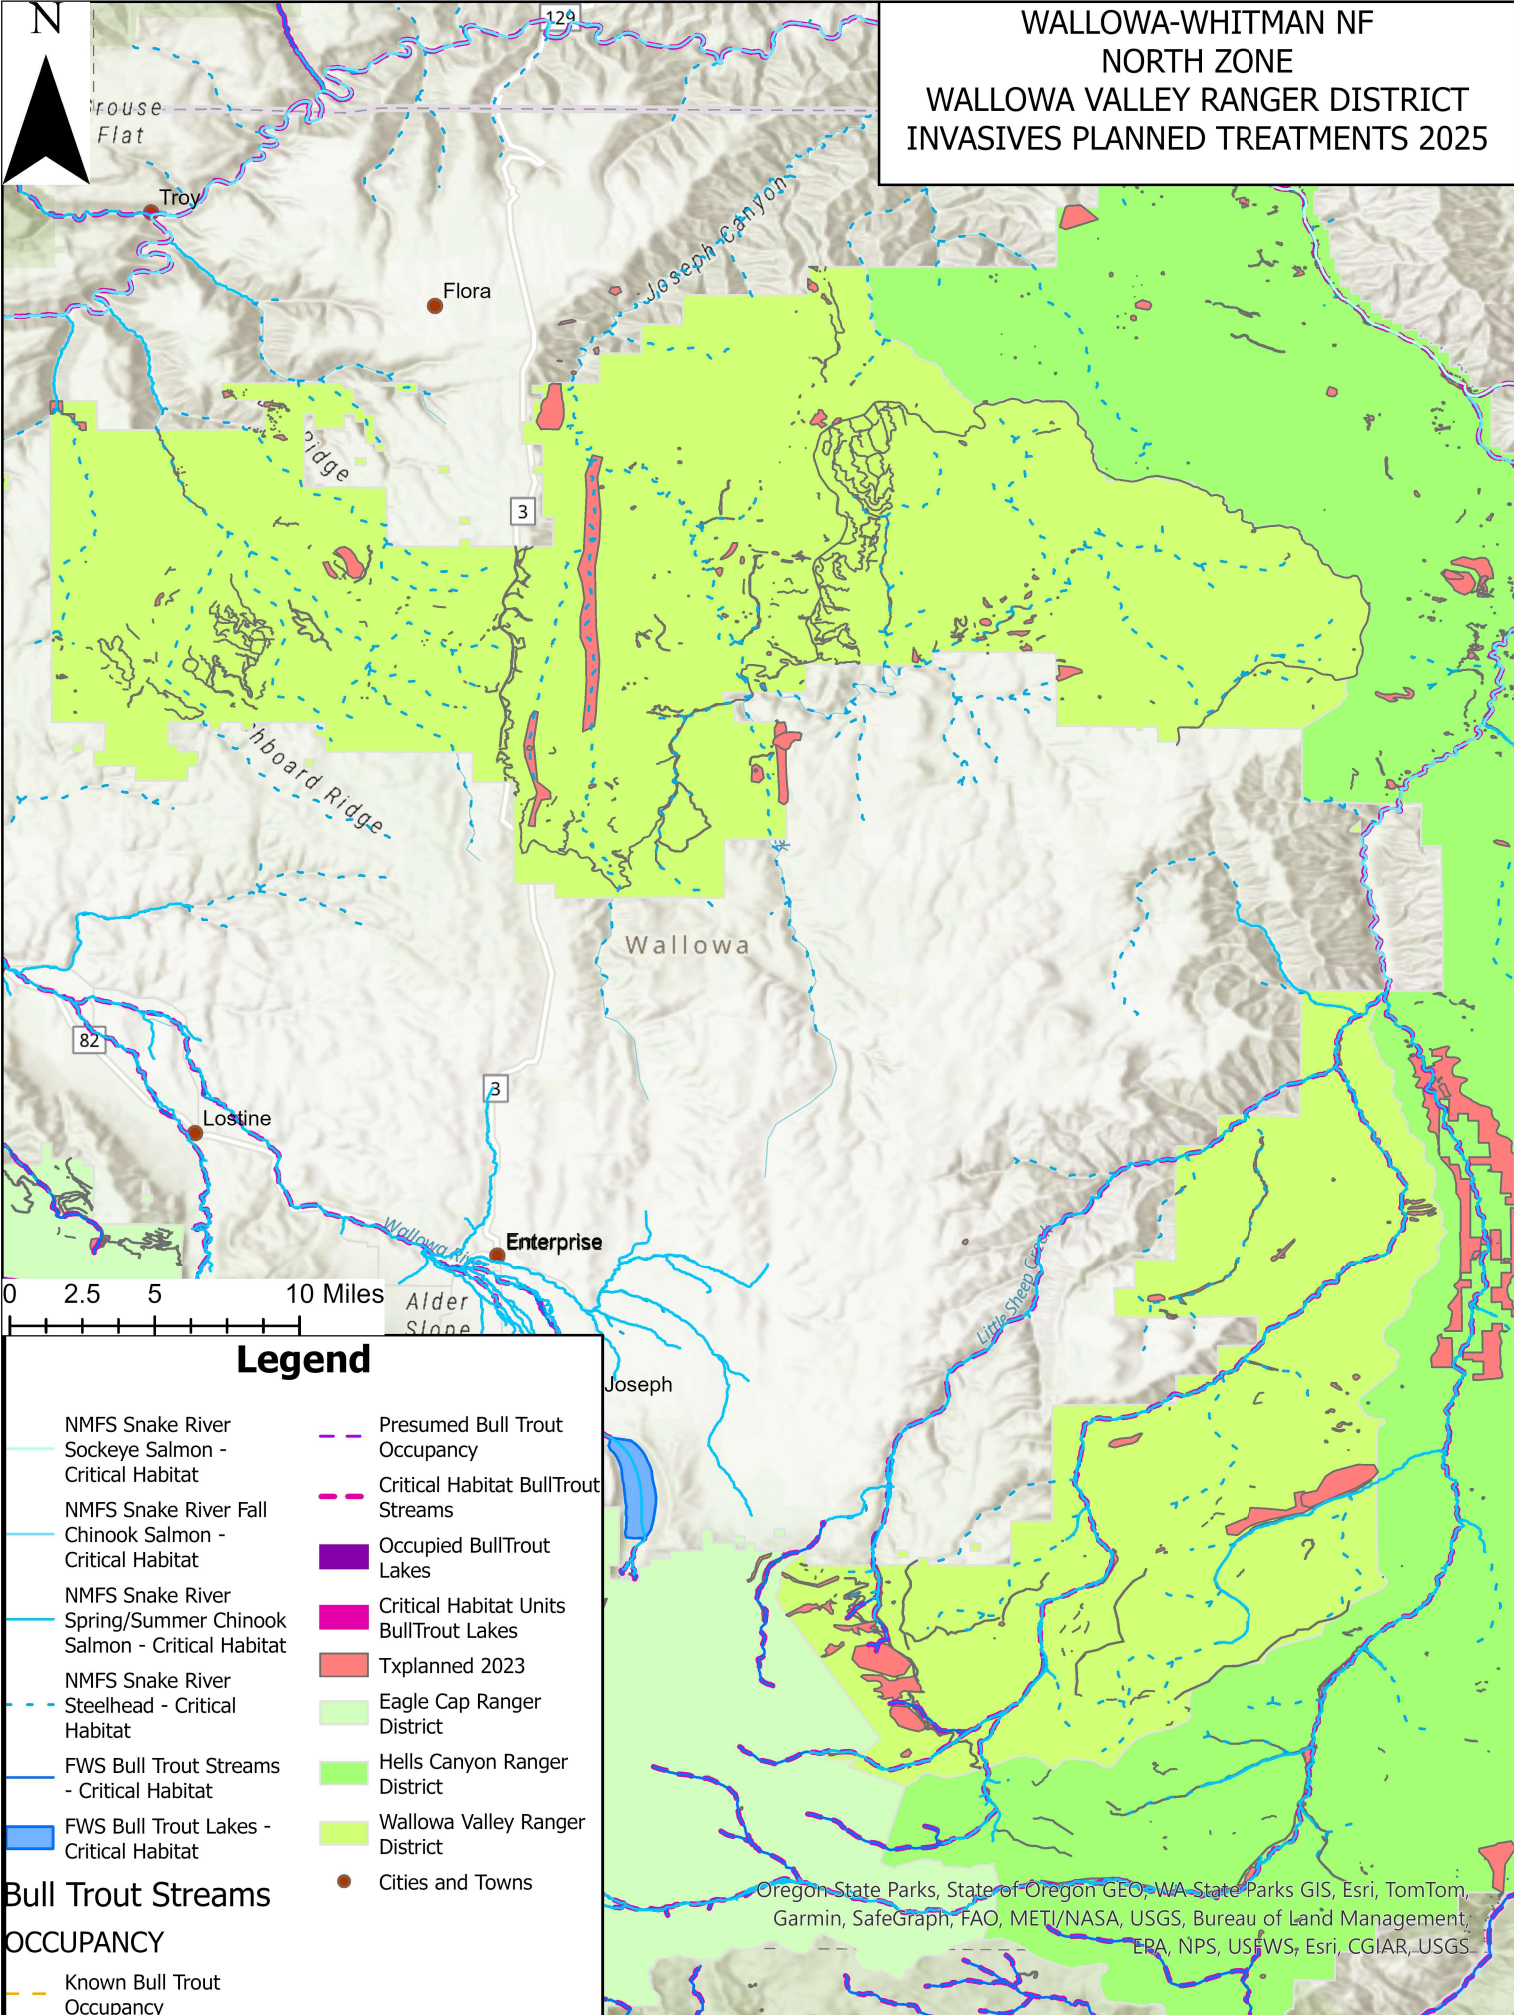 N
129
WALLOWA-WHITMAN NF
NORTH ZONE
WALLOWA VALLEY RANGER DISTRICT
INVASIVES PLANNED TREATMENTS 2025
rouse
Flat
Troy
Joseph Canyon
Flora
Ridge
3
hboard Ridge
Wallowa
82
3
Lostine
Wallowa River
Enterprise
Little Sheep Creek
0 2.5 5 10 Miles
Alder
Slope
Joseph
Legend
NMFS Snake River
Sockeye Salmon -
Critical Habitat
NMFS Snake River Fall
Chinook Salmon -
Critical Habitat
NMFS Snake River
Spring/Summer Chinook
Salmon - Critical Habitat
NMFS Snake River
Steelhead - Critical
Habitat
FWS Bull Trout Streams
- Critical Habitat
FWS Bull Trout Lakes -
Critical Habitat
Bull Trout Streams
OCCUPANCY
Known Bull Trout
Occupancy
Presumed Bull Trout
Occupancy
Critical Habitat BullTrout
Streams
Occupied BullTrout
Lakes
Critical Habitat Units
BullTrout Lakes
Txplanned 2023
Eagle Cap Ranger
District
Hells Canyon Ranger
District
Wallowa Valley Ranger
District
Cities and Towns
Oregon State Parks, State of Oregon GEO, WA State Parks GIS, Esri, TomTom,
Garmin, SafeGraph, FAO, METI/NASA, USGS, Bureau of Land Management,
EPA, NPS, USFWS, Esri, CGIAR, USGS